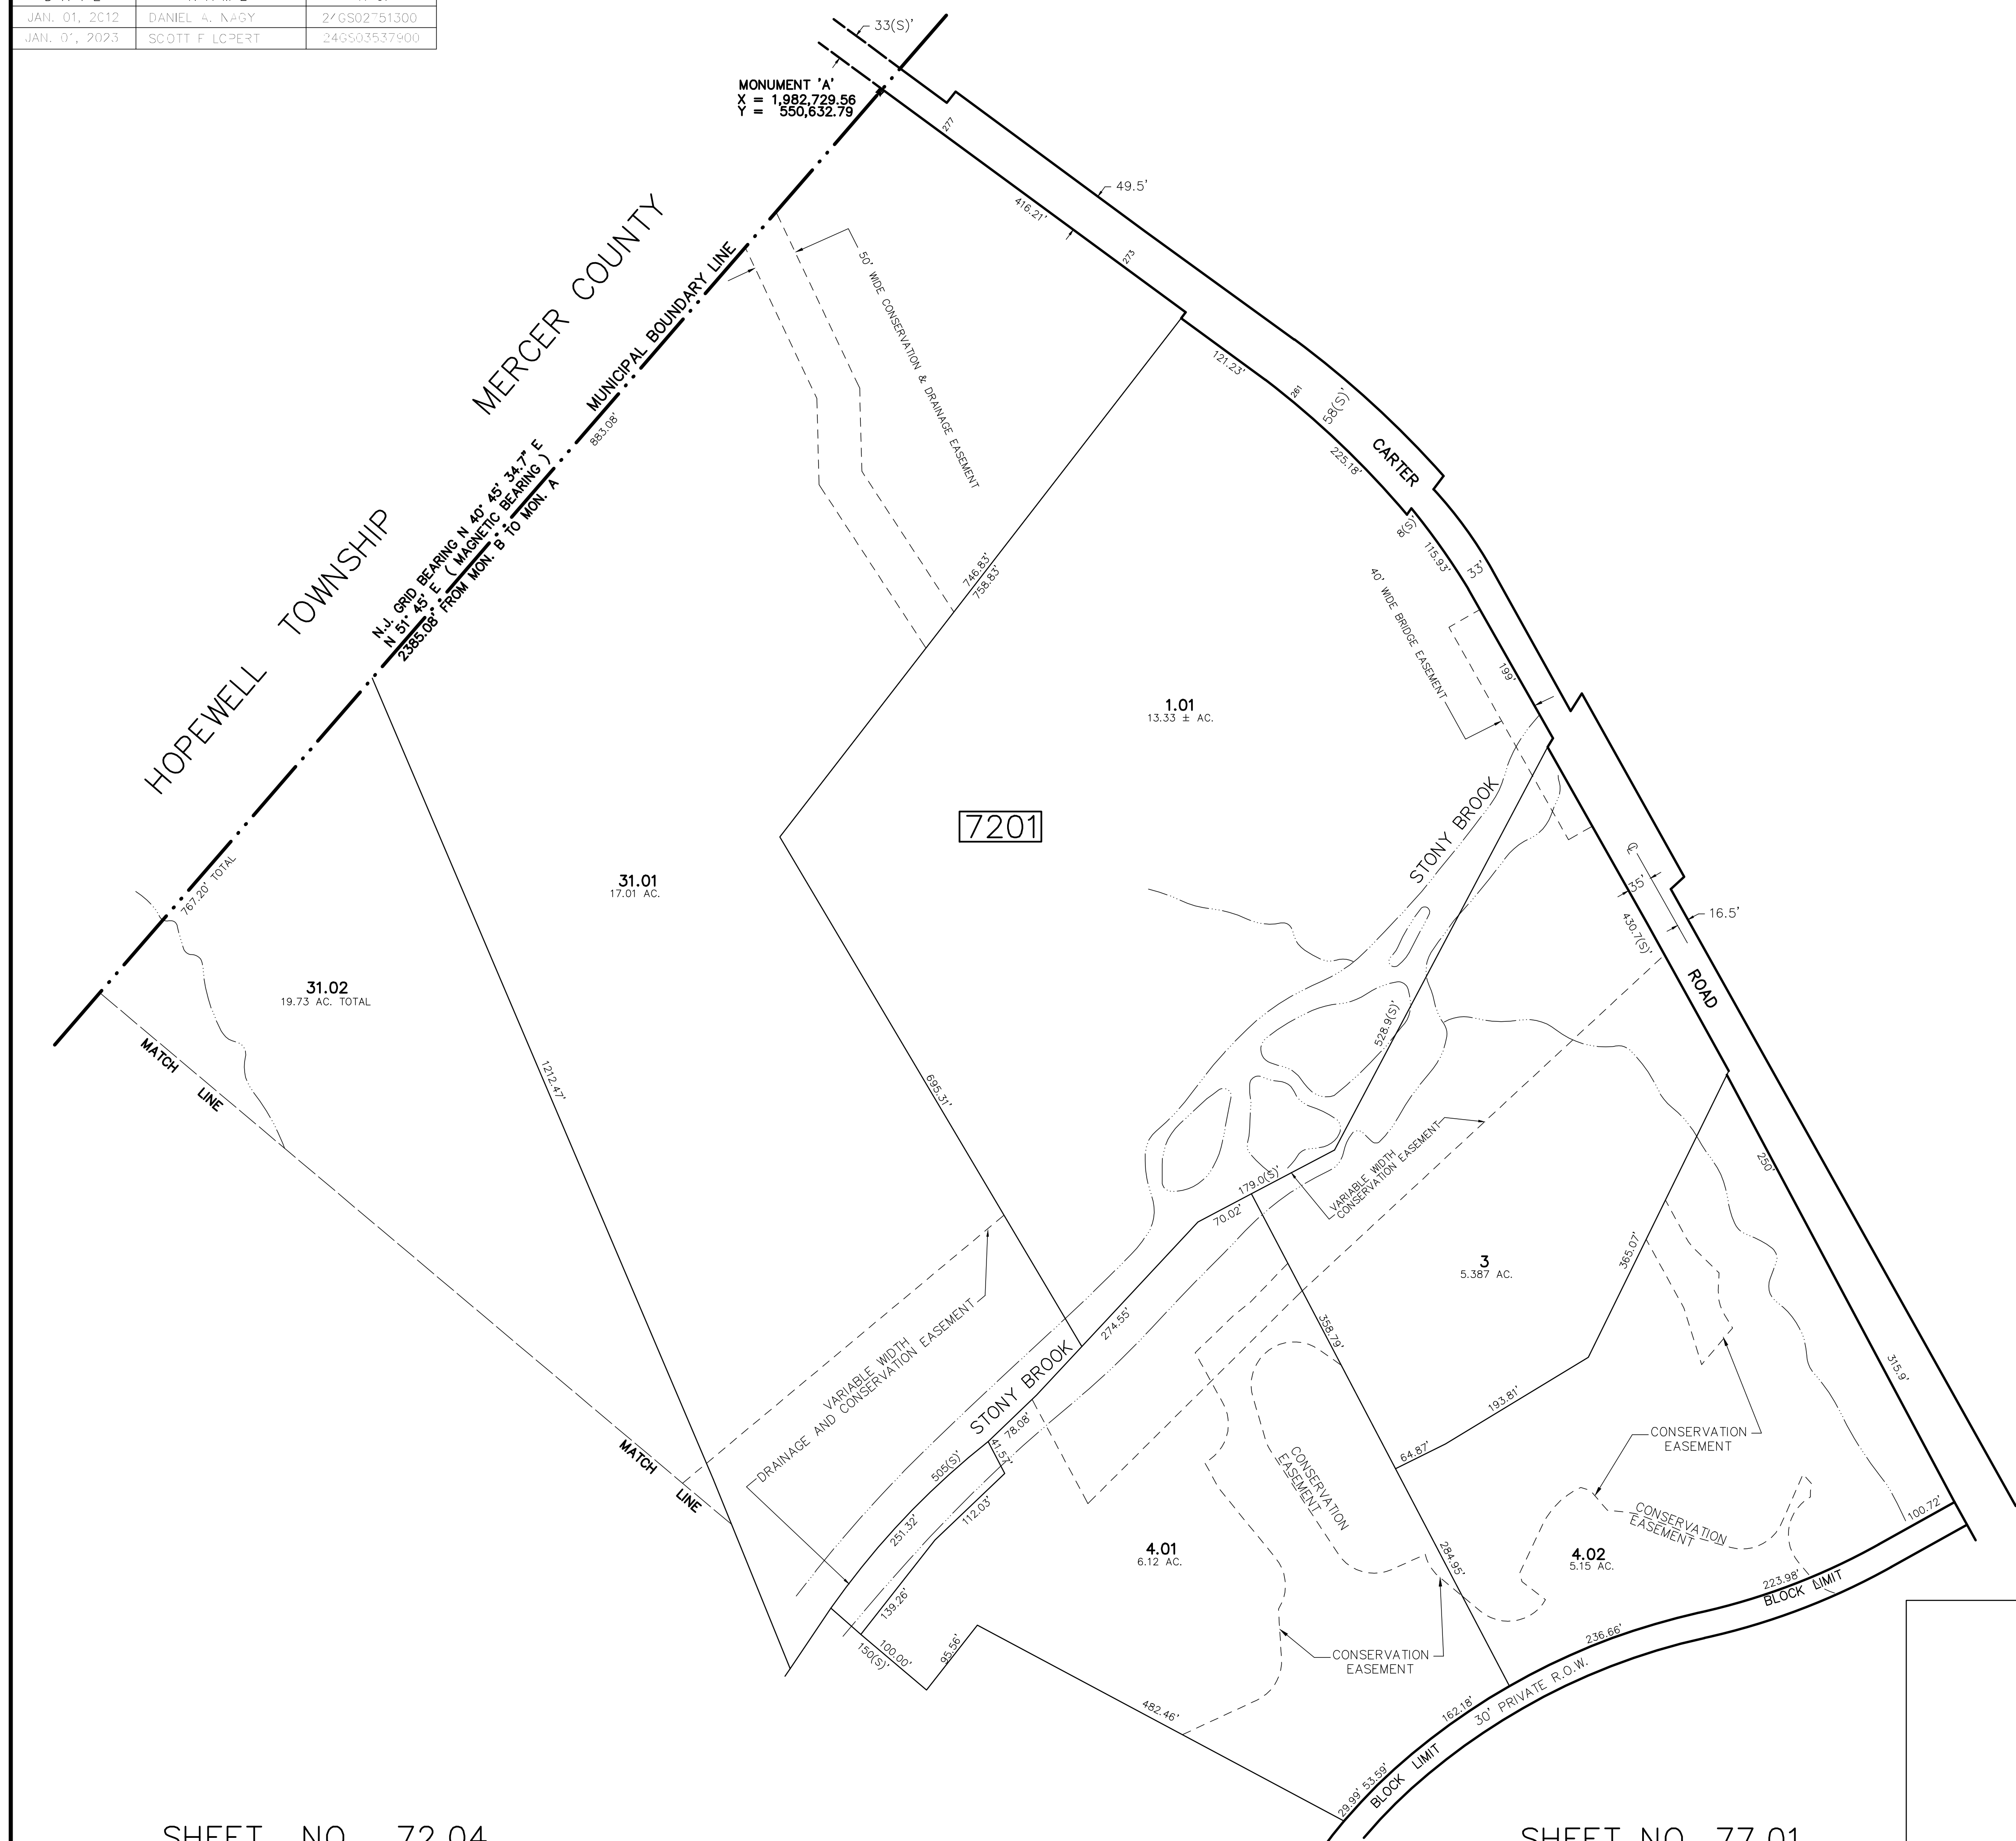 JAN. 01, 2012 DANIEL A. NAGY 24GS02751300
JAN. 01, 2023 SCOTT F LOPERT 24GS03537900
33(S)'
MONUMENT 'A'
X = 1,982,729.56
Y = 550,632.79
277
49.5'
416.21'
273
MERCER COUNTY
MUNICIPAL BOUNDARY LINE
883.08'
50' WIDE CONSERVATION & DRAINAGE EASEMENT
121.23'
261
58(S)'
225.18'
CARTER
8(S)'
115.93'
33'
HOPEWELL TOWNSHIP
N.J. GRID BEARING N 40° 45' 34.7" E
N 51° 45' E ( MAGNETIC BEARING )
2385.08' FROM MON. B TO MON. A
746.83'
758.83'
40' WIDE BRIDGE EASEMENT
199'
1.01
13.33 ± AC.
7201
STONY BROOK
℄
35'
16.5'
430.7(S)'
ROAD
31.01
17.01 AC.
767.20' TOTAL
31.02
19.73 AC. TOTAL
MATCH
LINE
1212.47'
695.31'
528.9(S)'
VARIABLE WIDTH
CONSERVATION EASEMENT
179.0(S)'
70.02'
250'
3
5.387 AC.
365.07'
274.55'
358.79'
VARIABLE WIDTH
DRAINAGE AND CONSERVATION EASEMENT
STONY BROOK
78.08'
41.57'
193.81'
64.87'
315.9'
CONSERVATION
EASEMENT
CONSERVATION
EASEMENT
MATCH
LINE
505(S)'
112.03'
251.32'
CONSERVATION
EASEMENT
100.72'
4.01
6.12 AC.
284.95'
4.02
5.15 AC.
223.98'
BLOCK LIMIT
139.26'
100.00'
150(S)'
95.56'
CONSERVATION
EASEMENT
236.66'
30' PRIVATE R.O.W.
162.18'
482.46'
53.59'
29.99'
BLOCK LIMIT
SHEET NO. 72.04
SHEET NO. 77.01